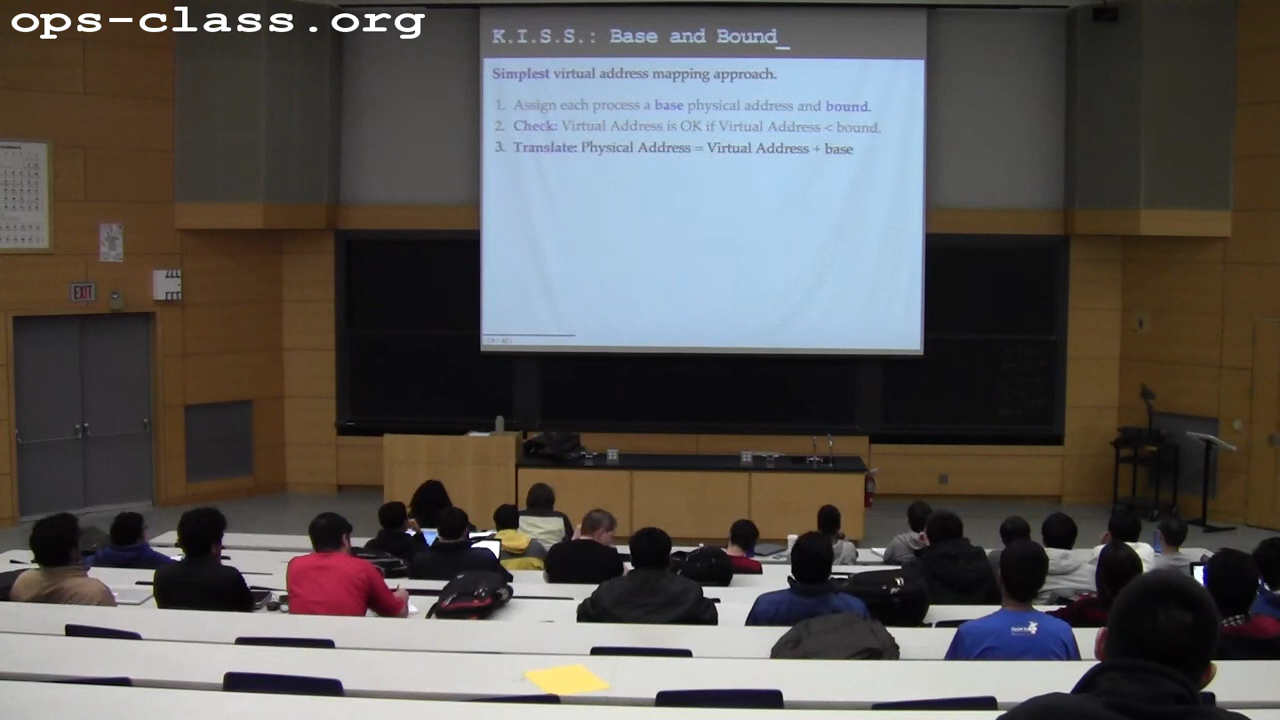 ops-class.org
K.I.S.S.: Base and Bound_
Simplest virtual address mapping approach.
1. Assign each process a base physical address and bound.
2. Check: Virtual Address is OK if Virtual Address < bound.
3. Translate: Physical Address = Virtual Address + base
EXIT